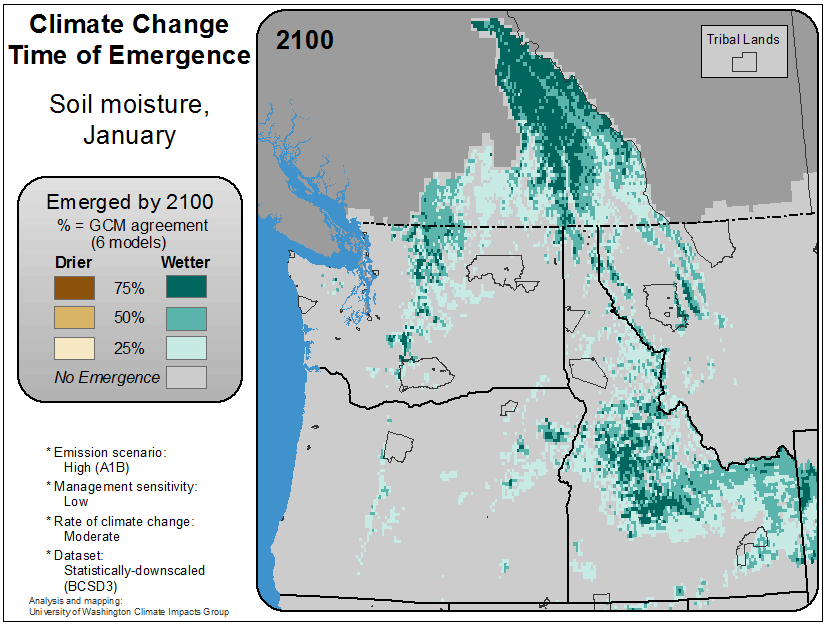 Climate Change
Time of Emergence
Soil moisture,
January
Emerged by 2100
% = GCM agreement
(6 models)
Drier Wetter
75%
50%
25%
No Emergence
* Emission scenario:
High (A1B)
* Management sensitivity:
Low
* Rate of climate change:
Moderate
* Dataset:
Statistically-downscaled
(BCSD3)
Analysis and mapping:
University of Washington Climate Impacts Group
2100
Tribal Lands